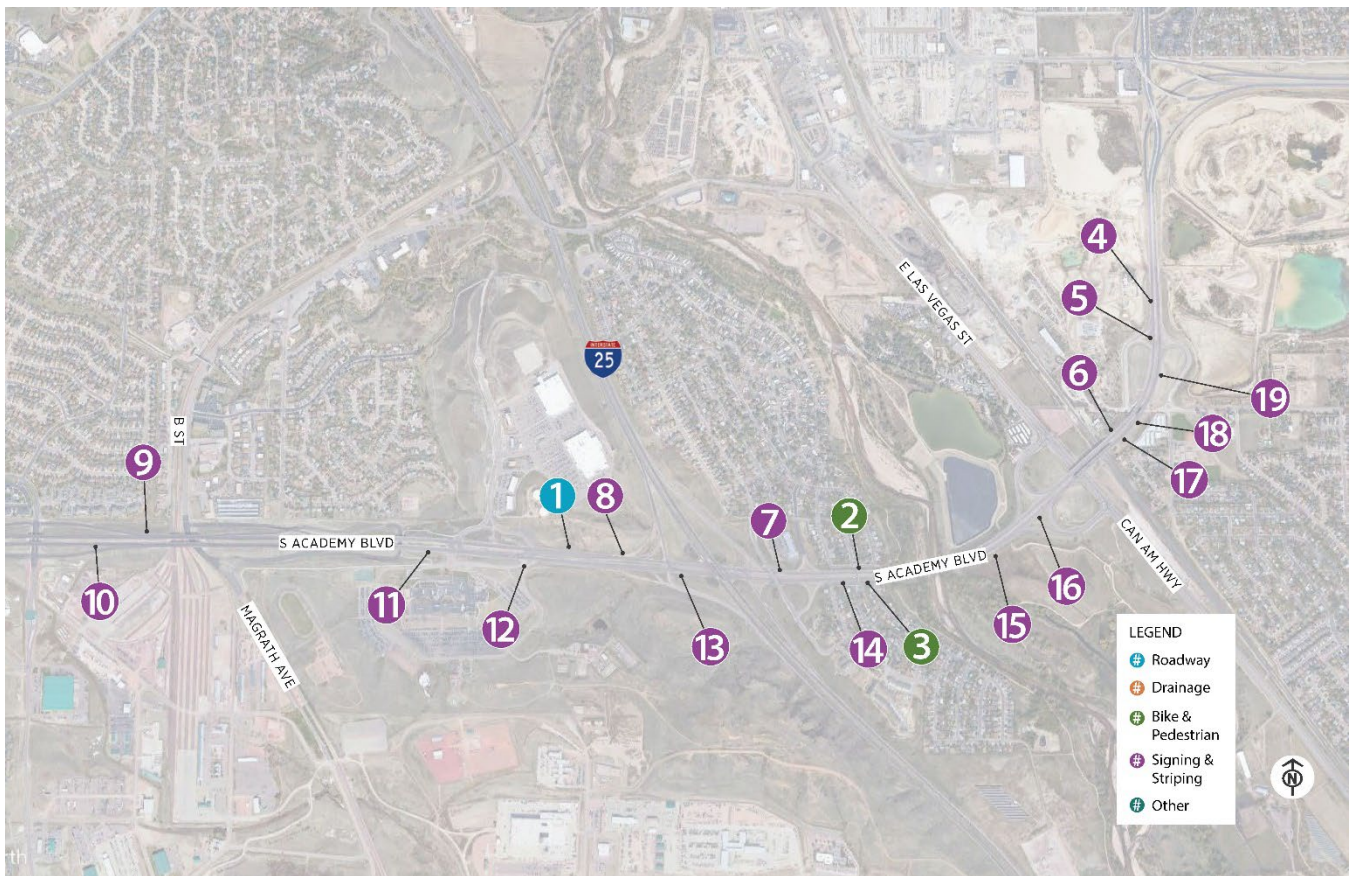 4
5
E LAS VEGAS ST
INTERSTATE
25
6
19
B ST
18
9
17
1
8
2
7
CAN AM HWY
S ACADEMY BLVD
S ACADEMY BLVD
10
11
16
12
13
14
3
15
MAGRATH AVE
LEGEND
# Roadway
# Drainage
# Bike &
Pedestrian
# Signing &
Striping
# Other
N
rth